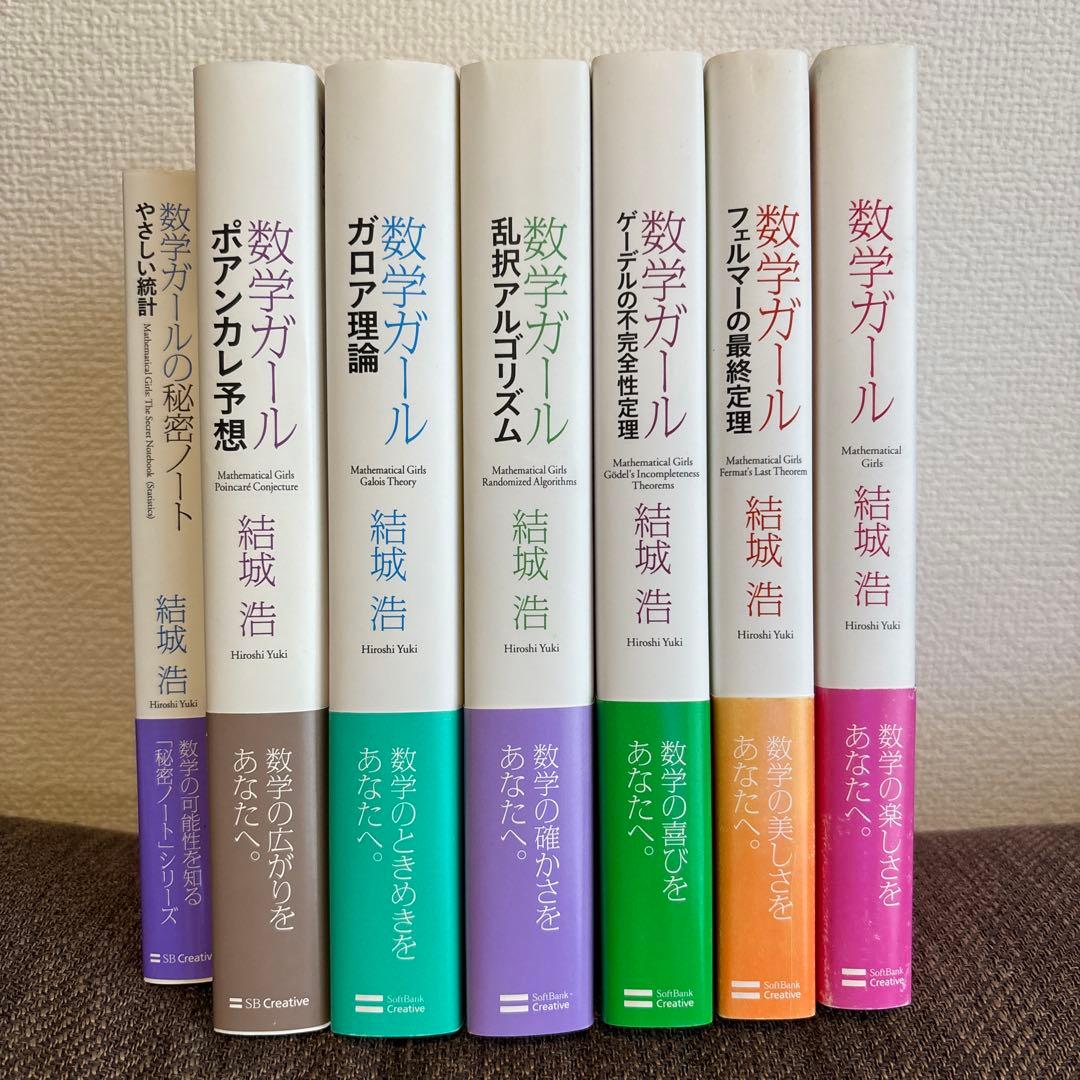 数学ガールの秘密ノート
やさしい統計
Mathematical Girls: The Secret Notebook (Statistics)
結城 浩
Hiroshi Yuki
数学の可能性を知る
「秘密ノート」シリーズ
SB Creative
数学ガール
ポアンカレ予想
Mathematical Girls
Poincaré Conjecture
結城 浩
Hiroshi Yuki
数学の広がりを
あなたへ。
SB Creative
数学ガール
ガロア理論
Mathematical Girls
Galois Theory
結城 浩
Hiroshi Yuki
数学のときめきを
あなたへ。
SoftBank
Creative
数学ガール
乱択アルゴリズム
Mathematical Girls
Randomized Algorithms
結城 浩
Hiroshi Yuki
数学の確かさを
あなたへ。
SoftBank
Creative
数学ガール
ゲーデルの不完全性定理
Mathematical Girls
Gödel's Incompleteness
Theorems
結城 浩
Hiroshi Yuki
数学の喜びを
あなたへ。
SoftBank
Creative
数学ガール
フェルマーの最終定理
Mathematical Girls
Fermat's Last Theorem
結城 浩
Hiroshi Yuki
数学の美しさを
あなたへ。
SoftBank
Creative
数学ガール
Mathematical
Girls
結城 浩
Hiroshi Yuki
数学の楽しさを
あなたへ。
SoftBank
Creative